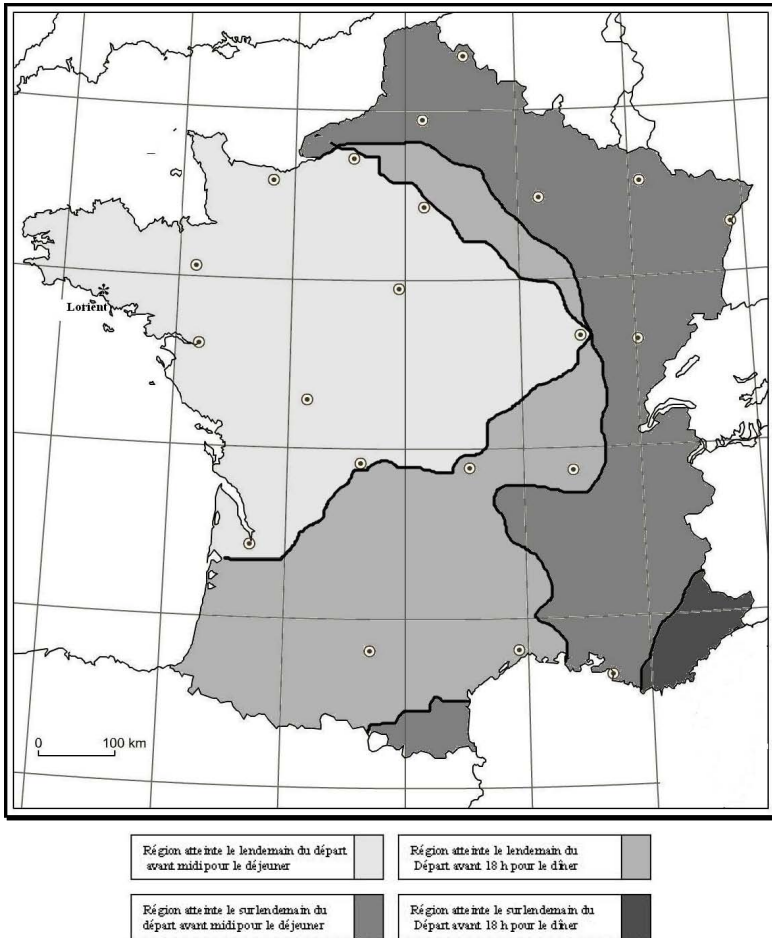 *
Lorient
0 100 km
Région atteinte le lendemain du départ
avant midi pour le déjeuner
Région atteinte le lendemain du
Départ avant 18 h pour le dîner
Région atteinte le surlendemain du
départ avant midi pour le déjeuner
Région atteinte le surlendemain du
Départ avant 18 h pour le dîner